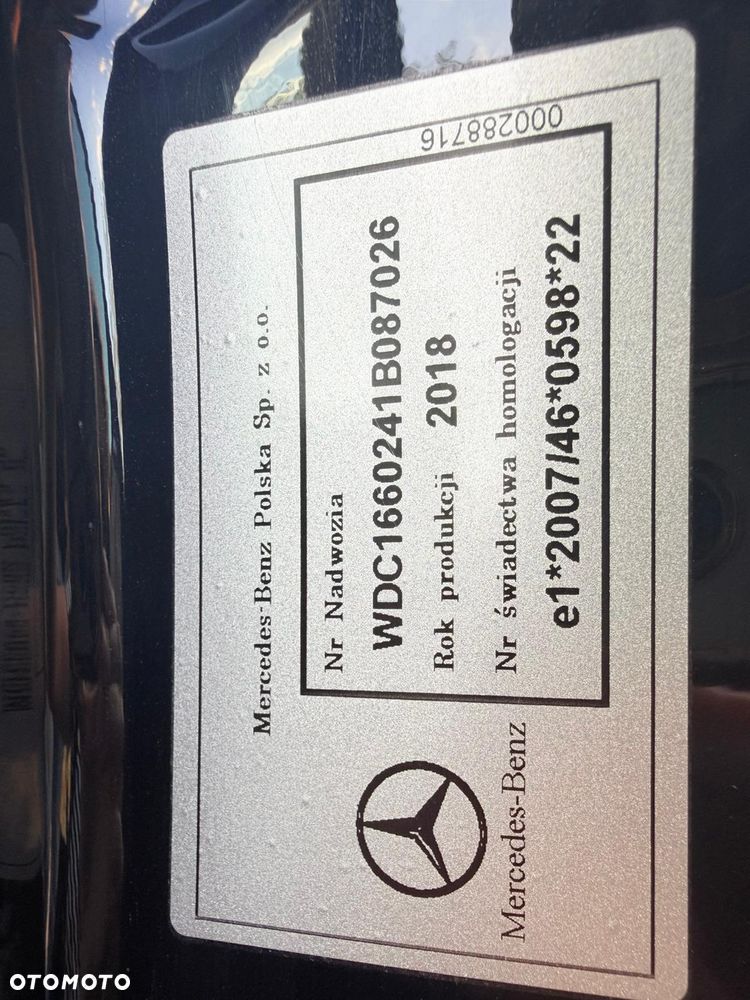 Mercedes-Benz Polska Sp. z o.o.
Nr Nadwozia
WDC1660241B087026
Rok produkcji 2018
Nr świadectwa homologacji
e1*2007/46*0598*22
Mercedes-Benz
000288716
OTOMOTO